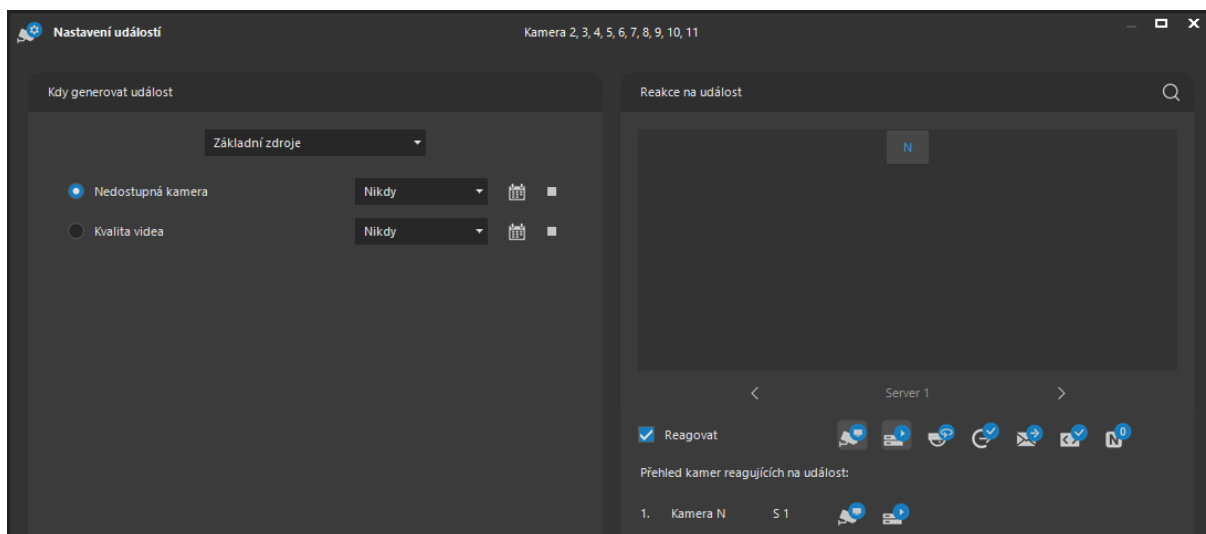 Nastavení událostí
Kamera 2, 3, 4, 5, 6, 7, 8, 9, 10, 11
Kdy generovat událost
Základní zdroje
Nedostupná kamera Nikdy
Kvalita videa Nikdy
Reakce na událost
N
Server 1
Reagovat
N 0
Přehled kamer reagujících na událost:
1. Kamera N S 1